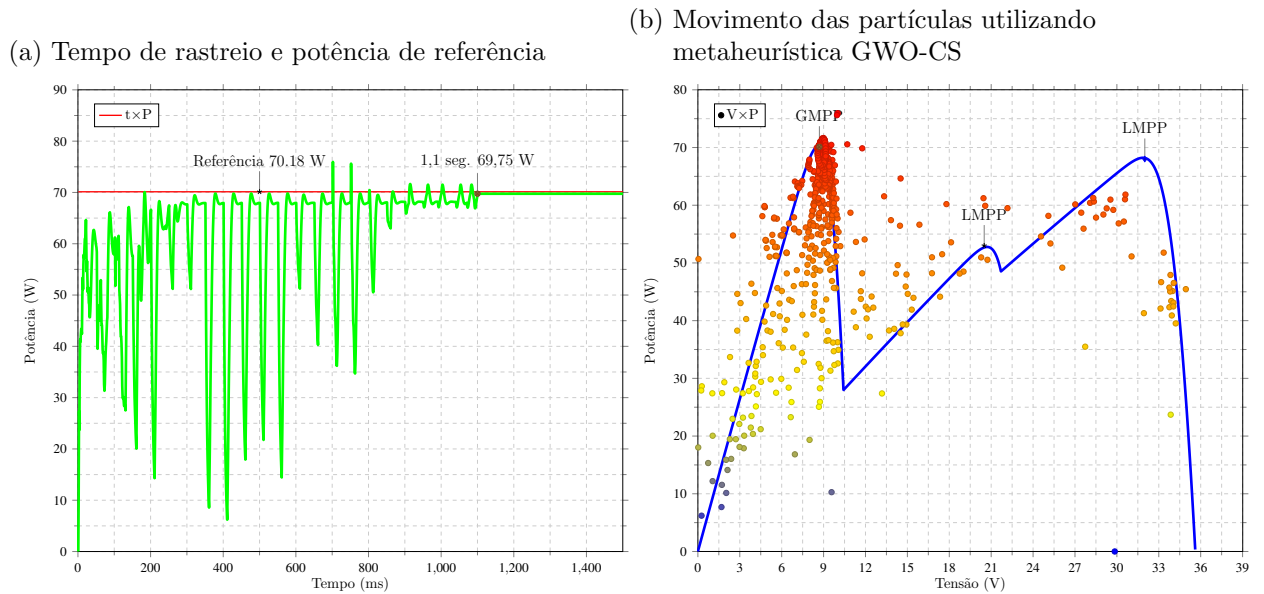 (a) Tempo de rastreio e potência de referência
(b) Movimento das partículas utilizando
metaheurística GWO-CS
90
80
70
60
50
40
30
20
10
0
Potência (W)
t×P
Referência 70.18 W
1,1 seg. 69,75 W
0
200
400
600
800
1,000
1,200
1,400
Tempo (ms)
80
70
60
50
40
30
20
10
0
Potência (W)
V×P
GMPP
LMPP
LMPP
0
3
6
9
12
15
18
21
24
27
30
33
36
39
Tensão (V)